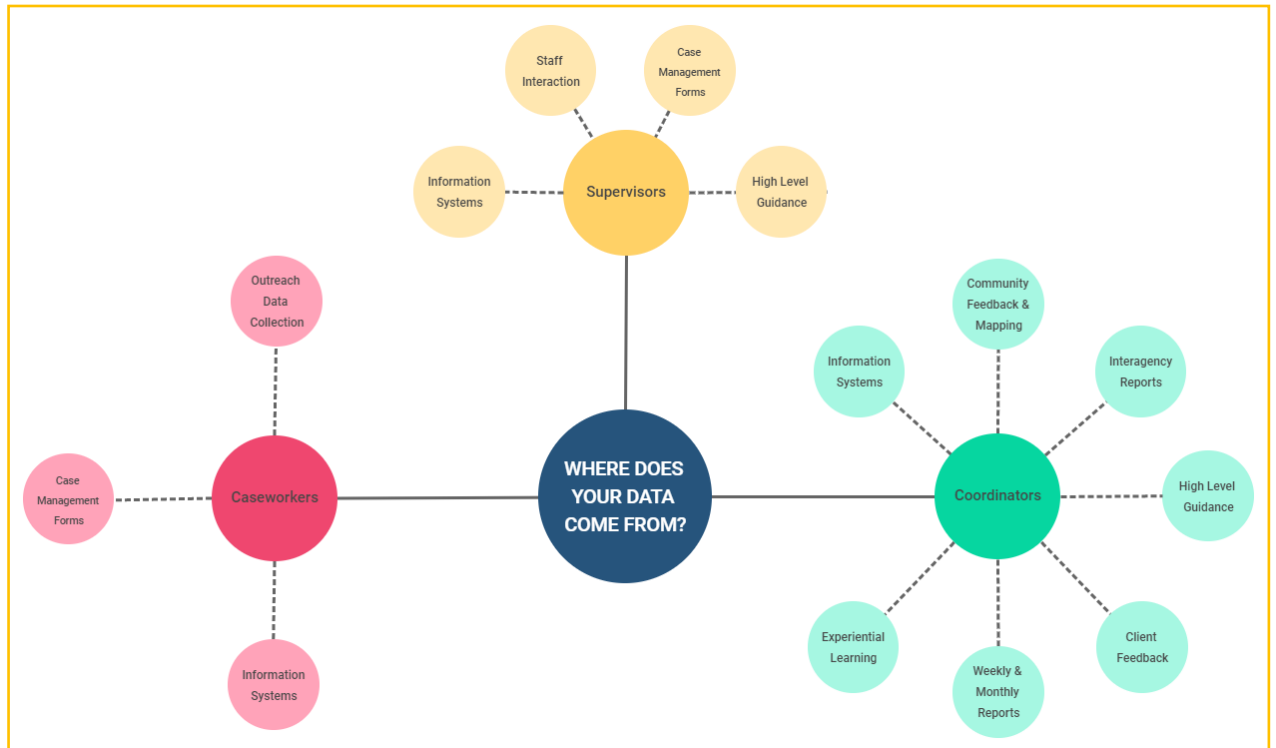 Staff
Interaction
Case
Management
Forms
Information
Systems
Supervisors
High Level
Guidance
Outreach
Data
Collection
Case
Management
Forms
Caseworkers
Information
Systems
WHERE DOES
YOUR DATA
COME FROM?
Community
Feedback &
Mapping
Information
Systems
Interagency
Reports
Coordinators
High Level
Guidance
Experiential
Learning
Weekly &
Monthly
Reports
Client
Feedback